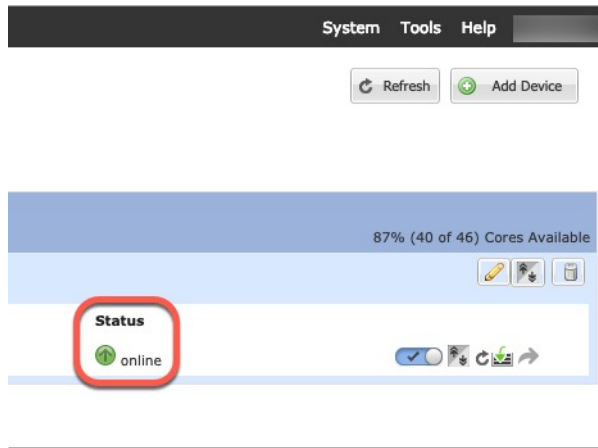 System Tools Help
Refresh Add Device
87% (40 of 46) Cores Available
Status
online